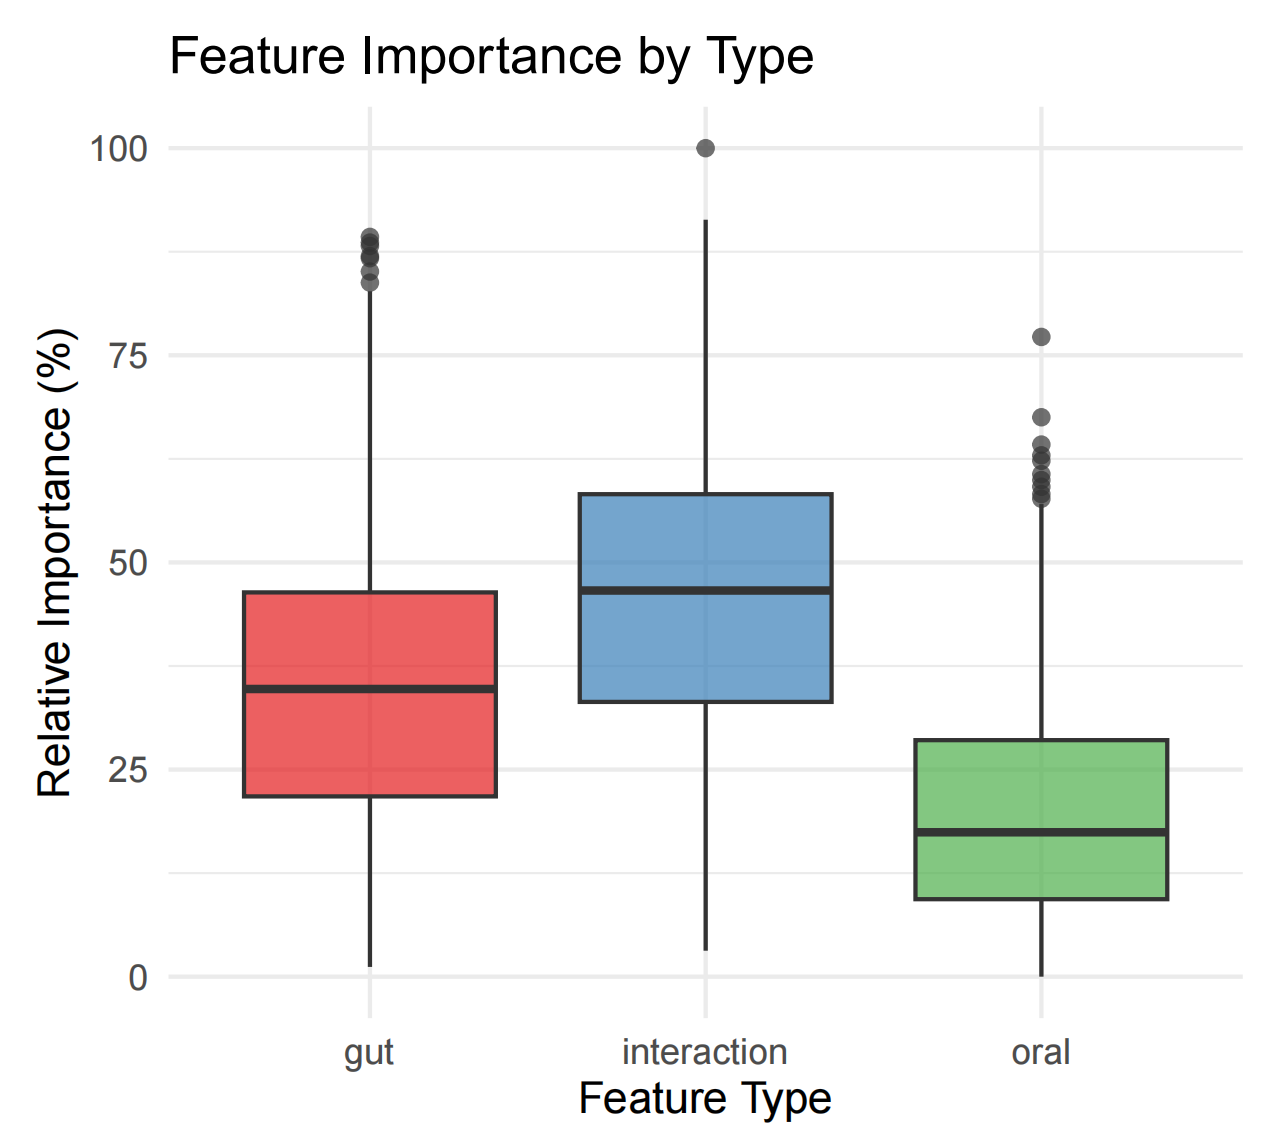 Feature Importance by Type
Relative Importance (%)
100
75
50
25
0
gut
interaction
oral
Feature Type